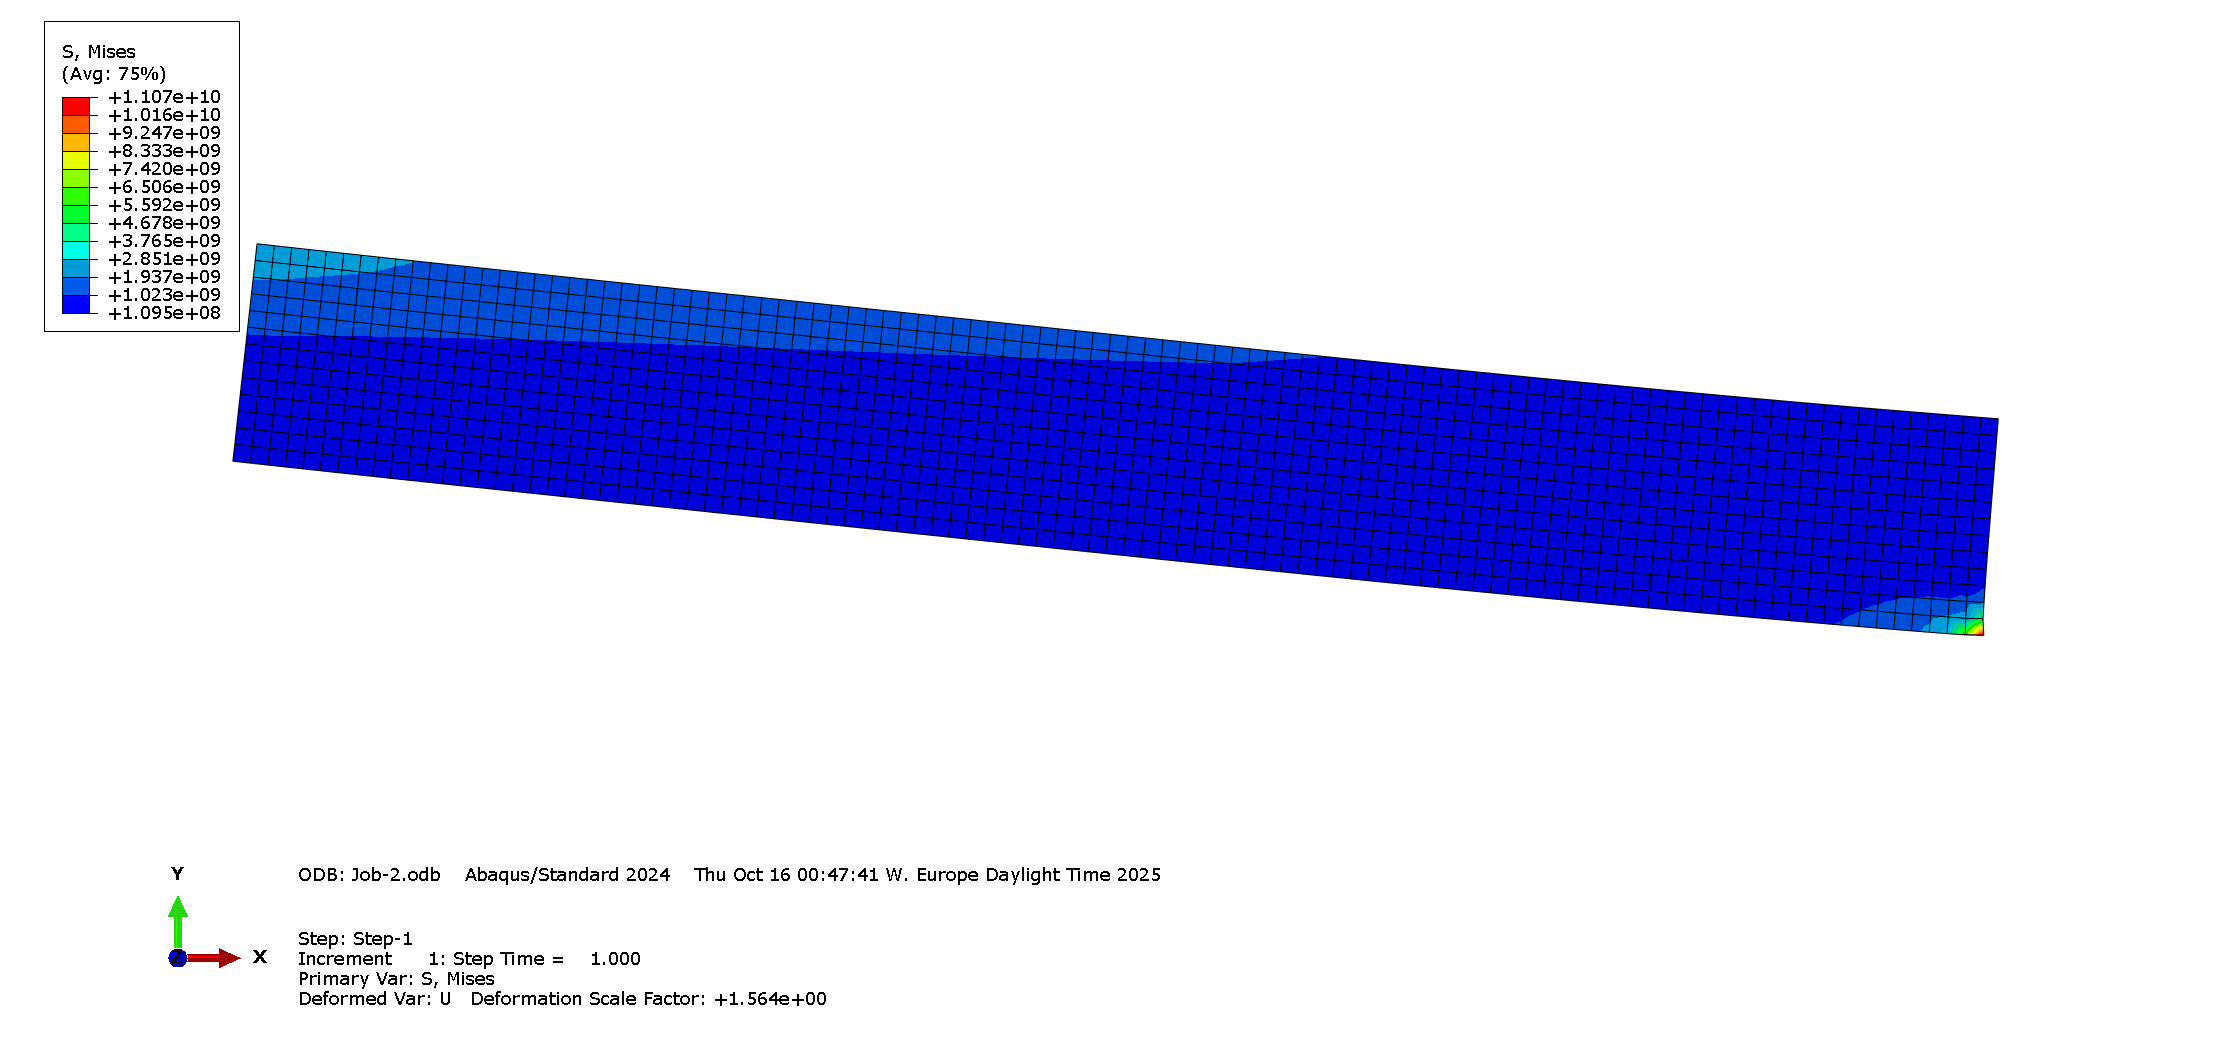 S, Mises
(Avg: 75%)
+1.107e+10
+1.016e+10
+9.247e+09
+8.333e+09
+7.420e+09
+6.506e+09
+5.592e+09
+4.678e+09
+3.765e+09
+2.851e+09
+1.937e+09
+1.023e+09
+1.095e+08
Y
Z
X
ODB: Job-2.odb Abaqus/Standard 2024 Thu Oct 16 00:47:41 W. Europe Daylight Time 2025
Step: Step-1
Increment 1: Step Time = 1.000
Primary Var: S, Mises
Deformed Var: U Deformation Scale Factor: +1.564e+00